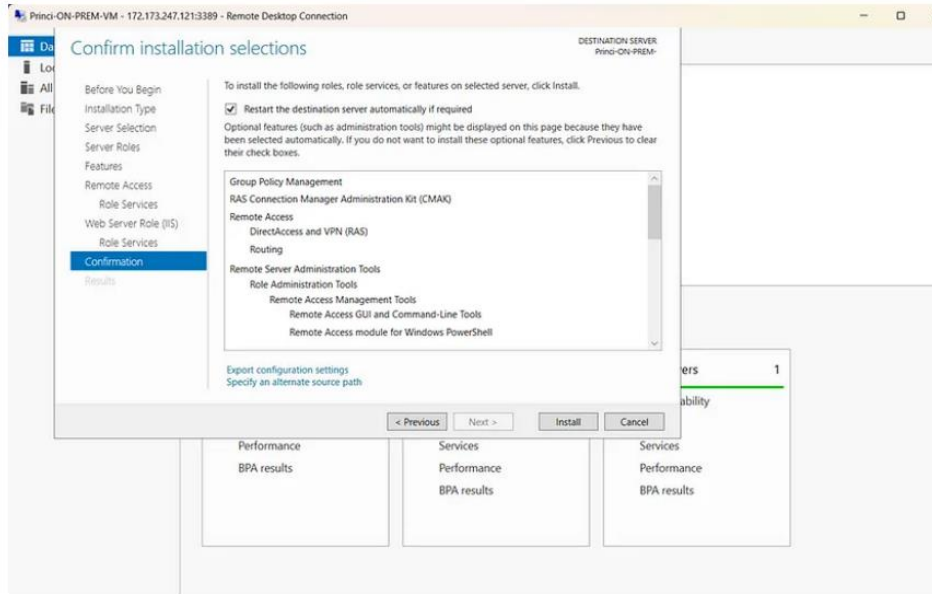 Princi-ON-PREM-VM - 172.173.247.121:3389 - Remote Desktop Connection
Confirm installation selections
DESTINATION SERVER
Princi-ON-PREM-
Da
Loc
All
File
Before You Begin
Installation Type
Server Selection
Server Roles
Features
Remote Access
Role Services
Web Server Role (IIS)
Role Services
Confirmation
Results
To install the following roles, role services, or features on selected server, click Install.
Restart the destination server automatically if required
Optional features (such as administration tools) might be displayed on this page because they have
been selected automatically. If you do not want to install these optional features, click Previous to clear
their check boxes.
Group Policy Management
RAS Connection Manager Administration Kit (CMAK)
Remote Access
DirectAccess and VPN (RAS)
Routing
Remote Server Administration Tools
Role Administration Tools
Remote Access Management Tools
Remote Access GUI and Command-Line Tools
Remote Access module for Windows PowerShell
Export configuration settings
Specify an alternate source path
< Previous
Next >
Install
Cancel
ers 1
ability
Performance
BPA results
Services
Performance
BPA results
Services
Performance
BPA results